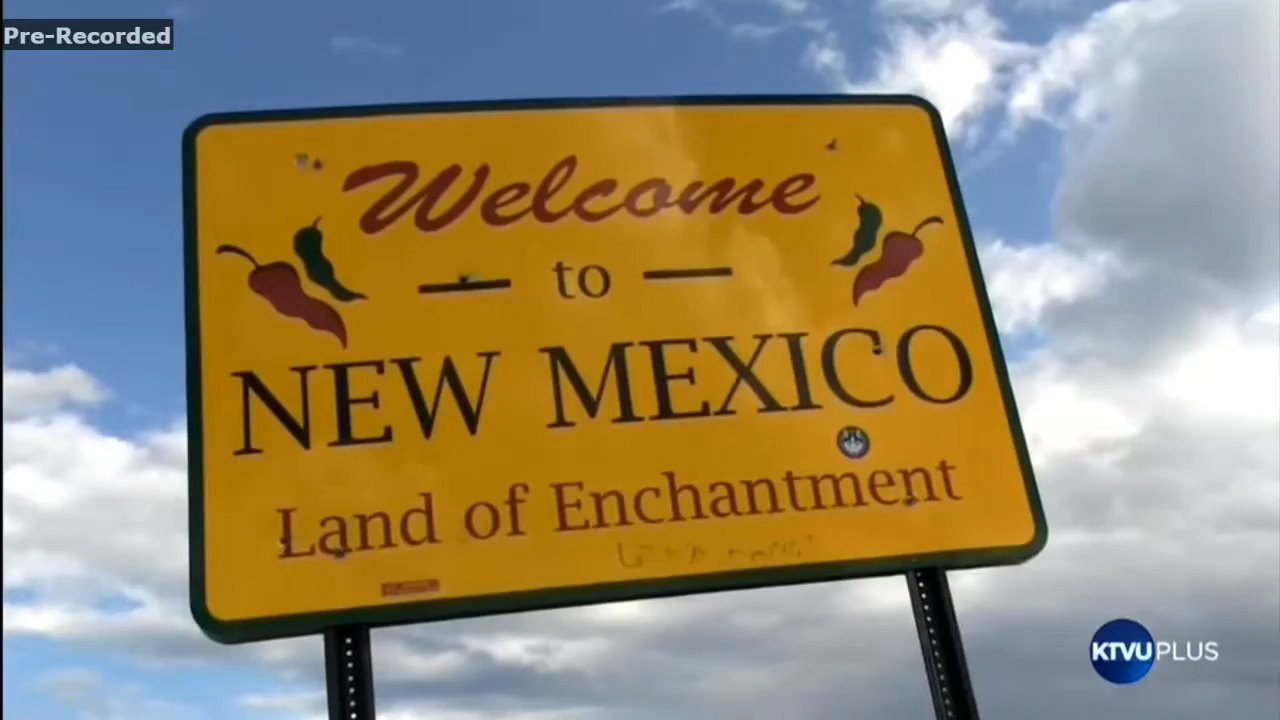 Pre-Recorded
Welcome
to
NEW MEXICO
Land of Enchantment
KTVU PLUS